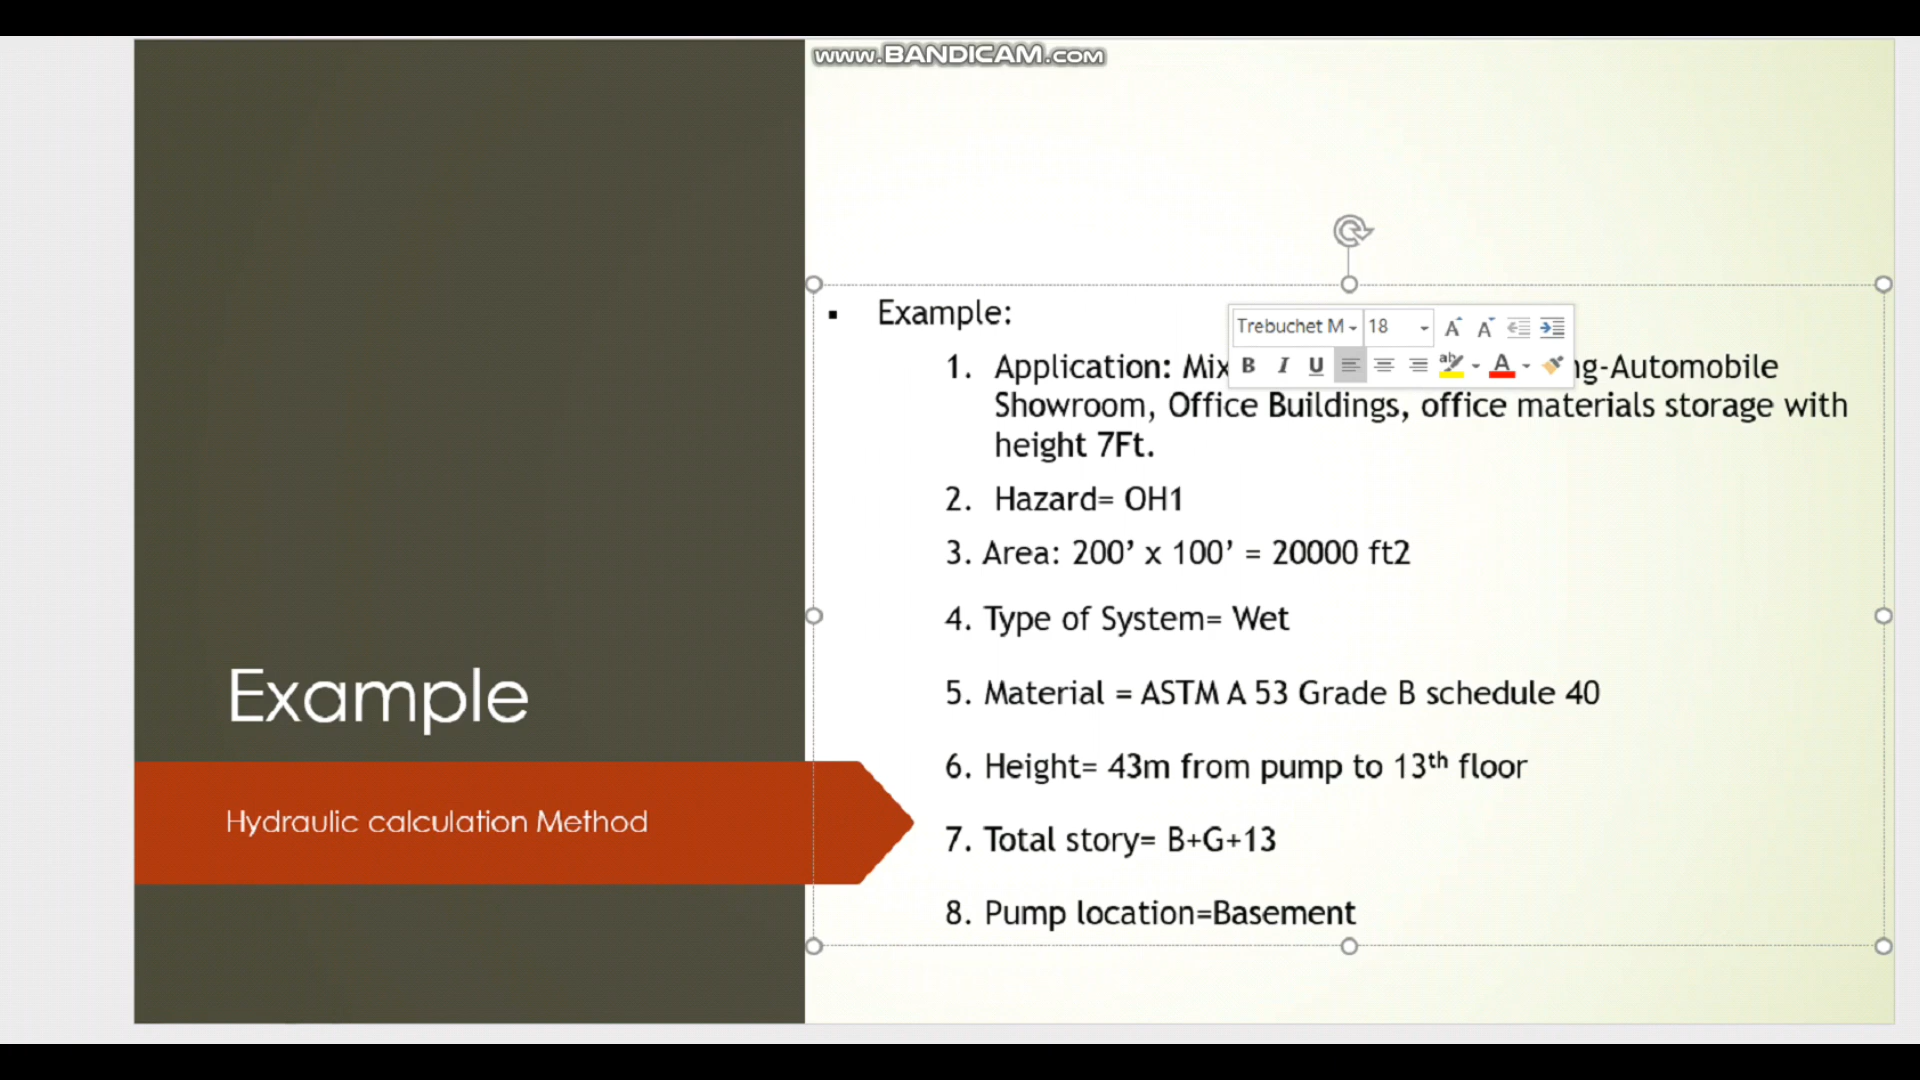 www.BANDICAM.com
Example:
Trebuchet M 18
1. Application: Mix ng-Automobile
B I U ab A
Showroom, Office Buildings, office materials storage with
height 7Ft.
2. Hazard= OH1
3. Area: 200’ x 100’ = 20000 ft2
4. Type of System= Wet
5. Material = ASTM A 53 Grade B schedule 40
6. Height= 43m from pump to 13th floor
7. Total story= B+G+13
8. Pump location=Basement
Example
Hydraulic calculation Method